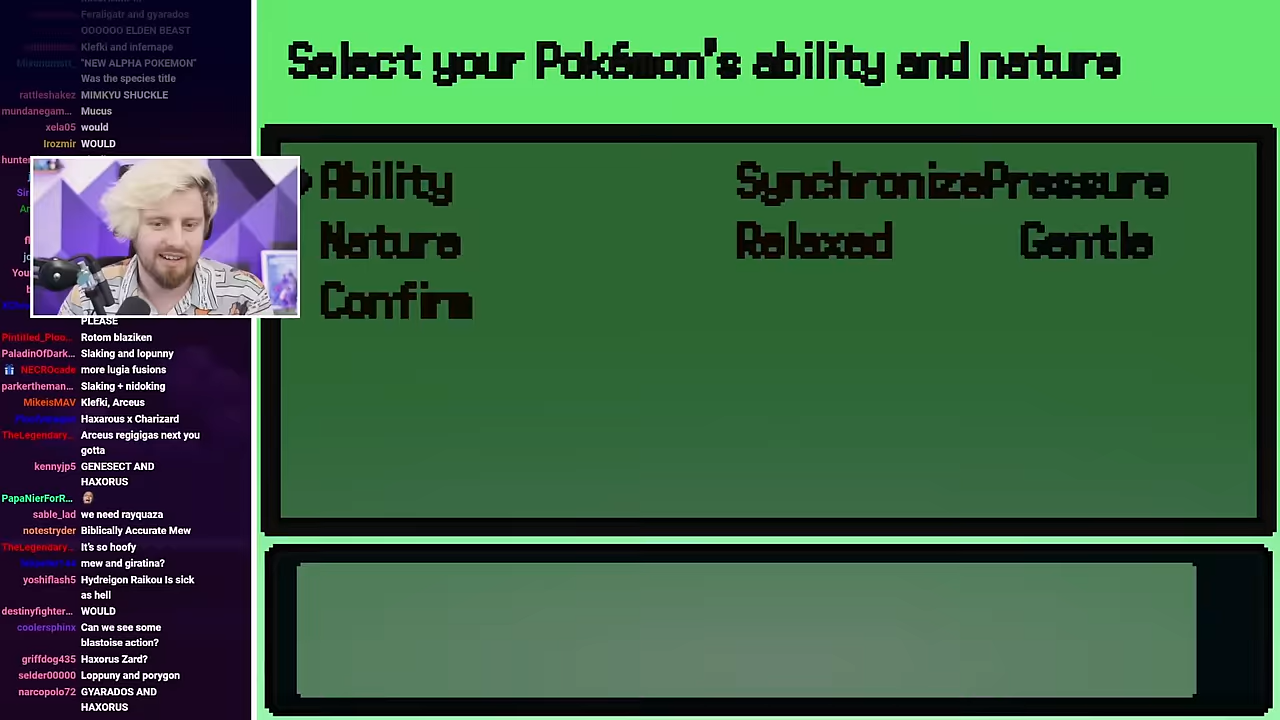 Feraligatr and gyarados
OOOOOO ELDEN BEAST
Klefki and infernape
"NEW ALPHA POKEMON"
Was the species title
rattleshakez MIMKYU SHUCKLE
mundanegam... Mucus
xela05 would
Irozmir WOULD
PLEASE
Pintitled_Ploo... Rotom blaziken
PaladinOfDark... Slaking and lopunny
NECROcade more lugia fusions
parkertheman... Slaking + nidoking
MikeisMAV Klefki, Arceus
Haxarous x Charizard
TheLegendary... Arceus regigigas next you
gotta
kennyjp5 GENESECT AND
HAXORUS
PapaNierForR...
sable_lad we need rayquaza
notestryder Biblically Accurate Mew
TheLegendary... It's so hoofy
mew and giratina?
yoshiflash5 Hydreigon Raikou Is sick
as hell
destinyfighter... WOULD
coolersphinx Can we see some
blastoise action?
griffdog435 Haxorus Zard?
selder00000 Loppuny and porygon
narcopolo72 GYARADOS AND
HAXORUS
Select your Pokémon's ability and nature
Ability SynchronizePressure
Nature Relaxed Gentle
Confirm